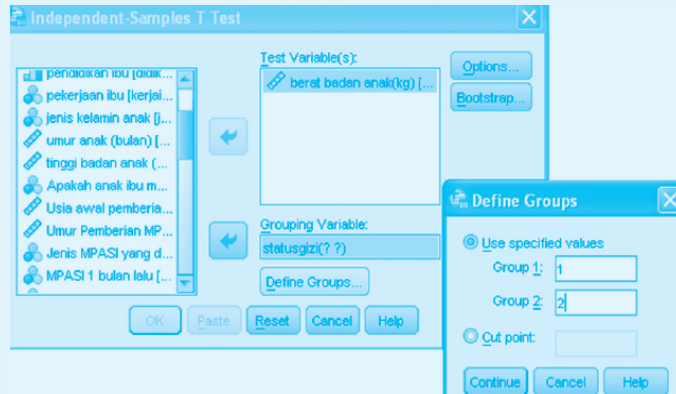 Independent-Samples T Test
Test Variable(s):
pendidikan ibu [didik...
pekerjaan ibu [kerjai...
jenis kelamin anak [j...
umur anak (bulan) [...
tinggi badan anak (...
Apakah anak ibu m...
Usia awal pemberia...
Umur Pemberian MP...
Jenis MPASI yang d...
MPASI 1 bulan lalu [...
berat badan anak(kg) [...
Options...
Bootstrap...
Grouping Variable:
statusgizi(? ?)
Define Groups...
OK
Paste
Reset
Cancel
Help
Define Groups
Use specified values
Group 1: 1
Group 2: 2
Cut point:
Continue
Cancel
Help